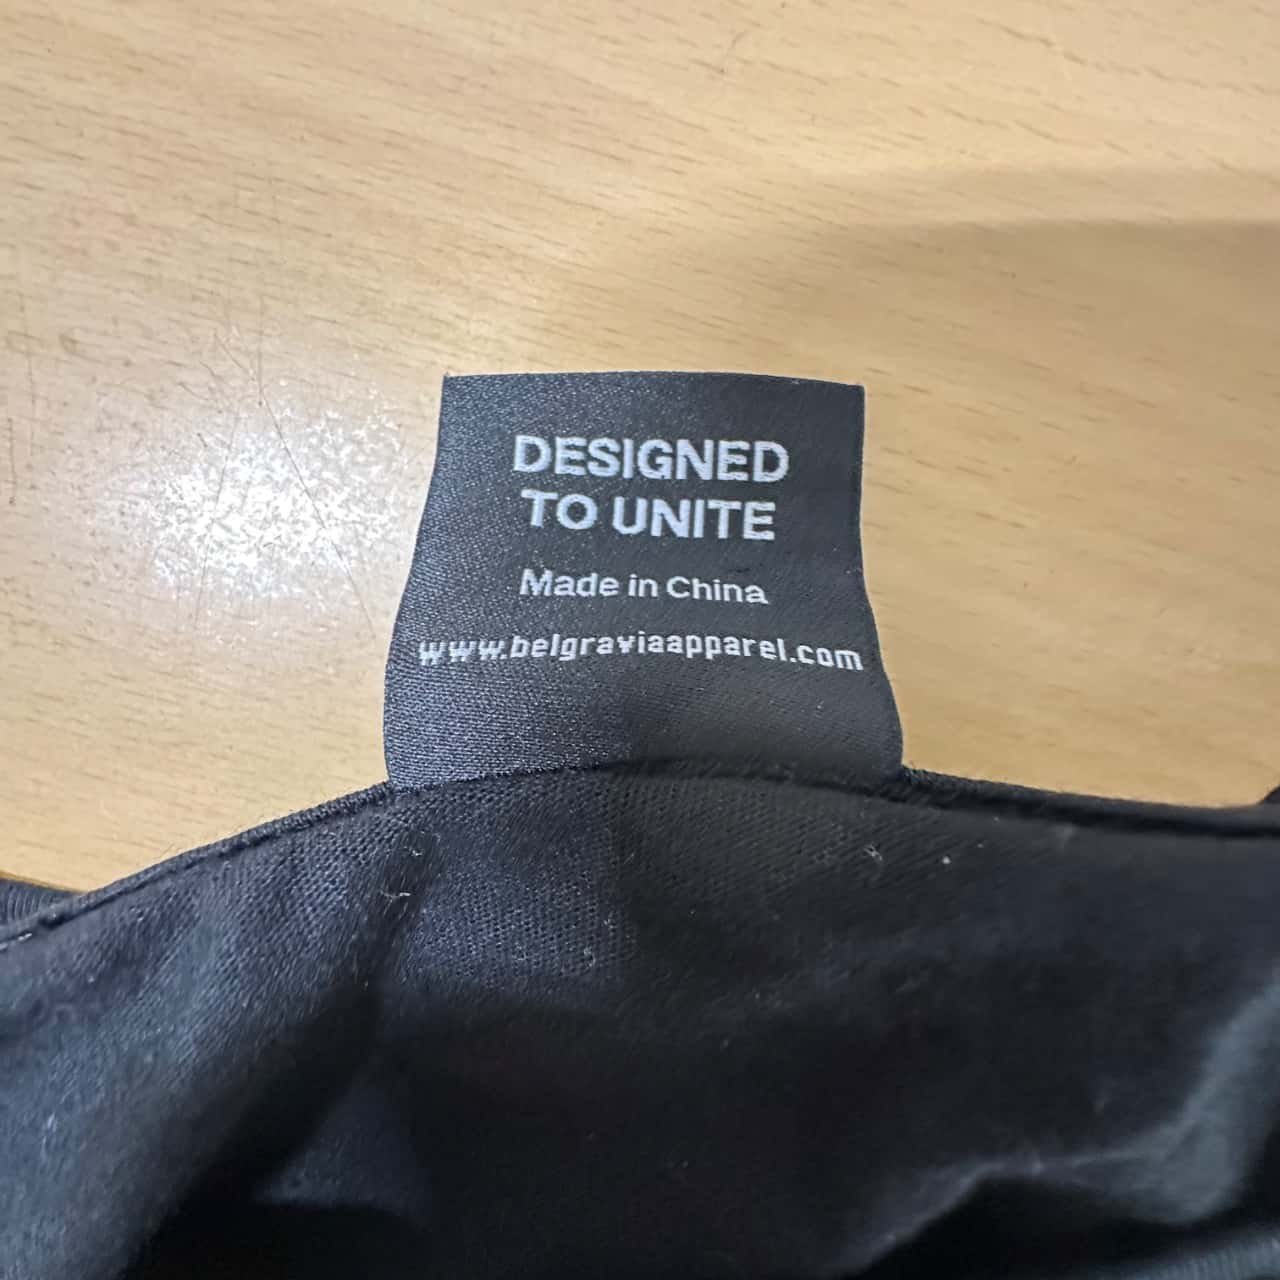 DESIGNED
TO UNITE
Made in China
www.belgraviaapparel.com